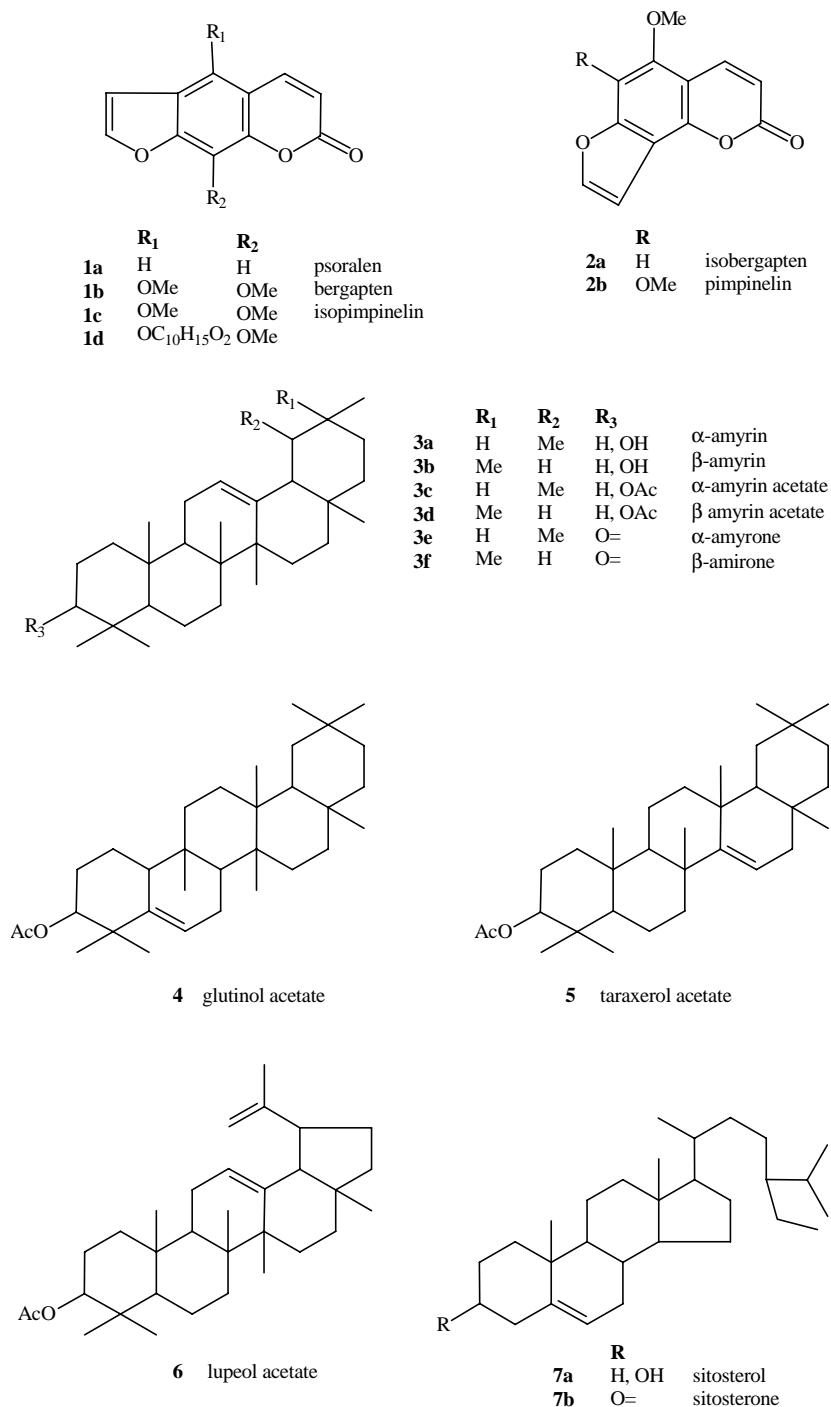 R₁
O
O
O
R₂
R₁ R₂
1a H H psoralen
1b OMe OMe bergapten
1c OMe OMe isopimpinelin
1d OC₁₀H₁₅O₂ OMe
OMe
R
O
O
O
R
2a H isobergapten
2b OMe pimpinelin
R₁
R₂
R₃
R₁ R₂ R₃
3a H Me H, OH α-amyrin
3b Me H H, OH β-amyrin
3c H Me H, OAc α-amyrin acetate
3d Me H H, OAc β amyrin acetate
3e H Me O= α-amyrone
3f Me H O= β-amirone
AcO
4 glutinol acetate
AcO
5 taraxerol acetate
AcO
6 lupeol acetate
R
R
7a H, OH sitosterol
7b O= sitosterone